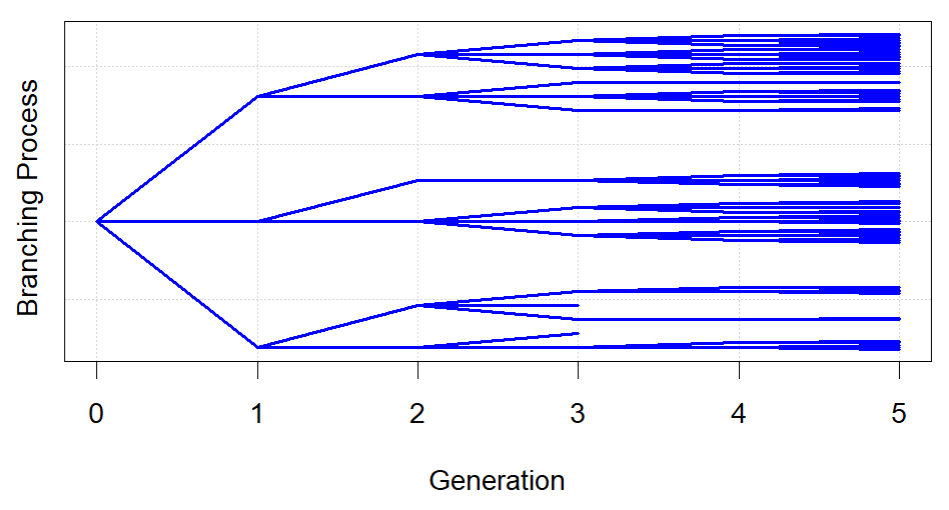 Branching Process
0 1 2 3 4 5
Generation